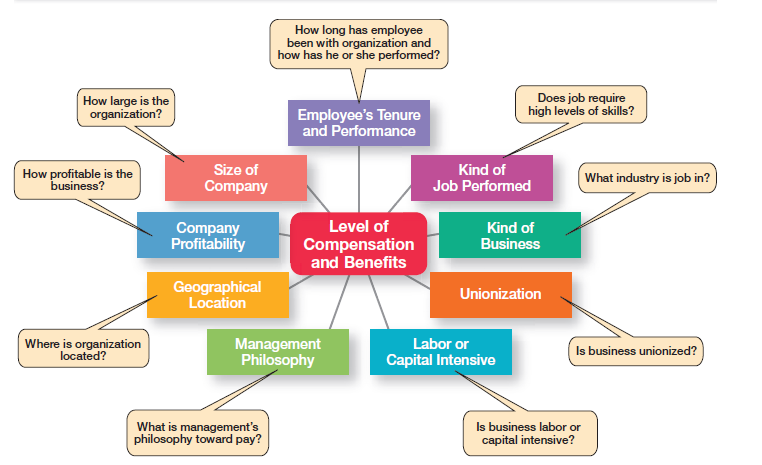 How long has employee
been with organization and
how has he or she performed?
Employee's Tenure
and Performance
How large is the
organization?
Does job require
high levels of skills?
Size of
Company
Kind of
Job Performed
How profitable is the
business?
What industry is job in?
Company
Profitability
Level of
Compensation
and Benefits
Kind of
Business
Geographical
Location
Unionization
Where is organization
located?
Management
Philosophy
Labor or
Capital Intensive
Is business unionized?
What is management's
philosophy toward pay?
Is business labor or
capital intensive?